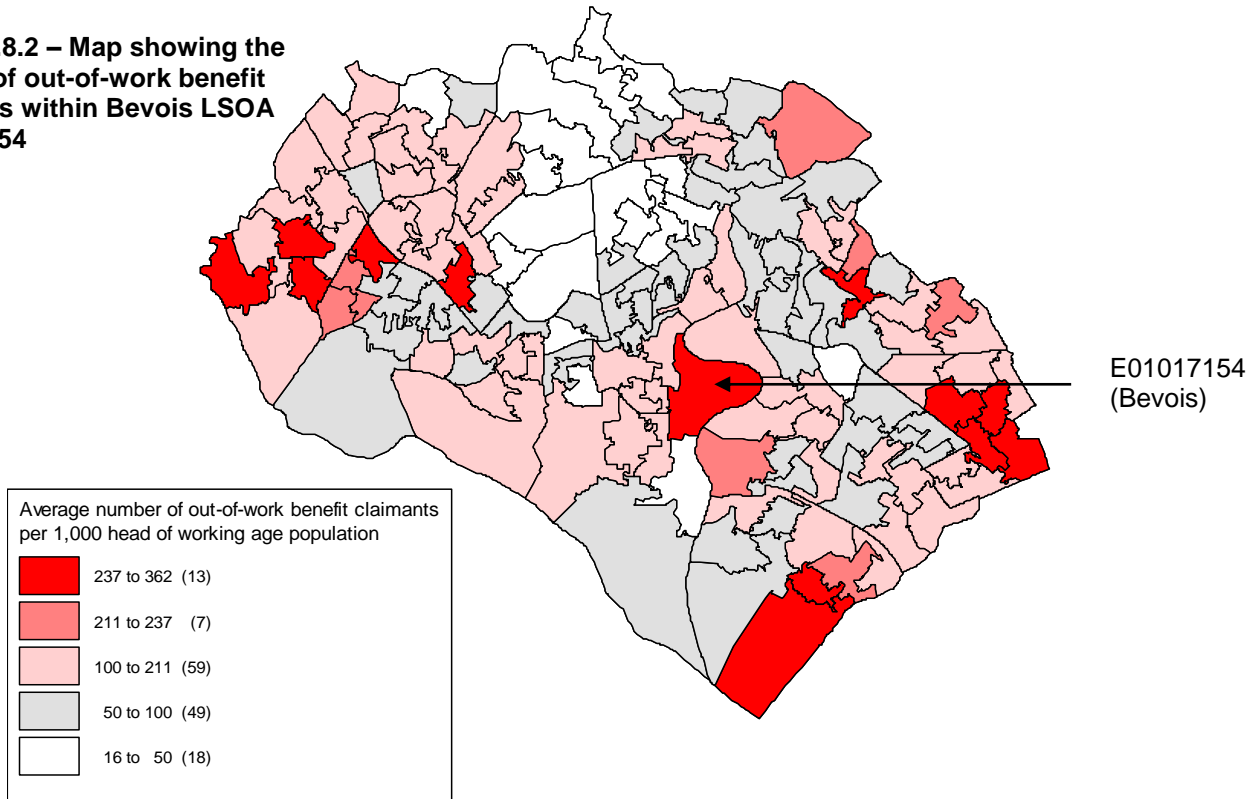 8.2 – Map showing the
of out-of-work benefit
s within Bevois LSOA
54
E01017154
(Bevois)
Average number of out-of-work benefit claimants
per 1,000 head of working age population
237 to 362 (13)
211 to 237 (7)
100 to 211 (59)
50 to 100 (49)
16 to 50 (18)